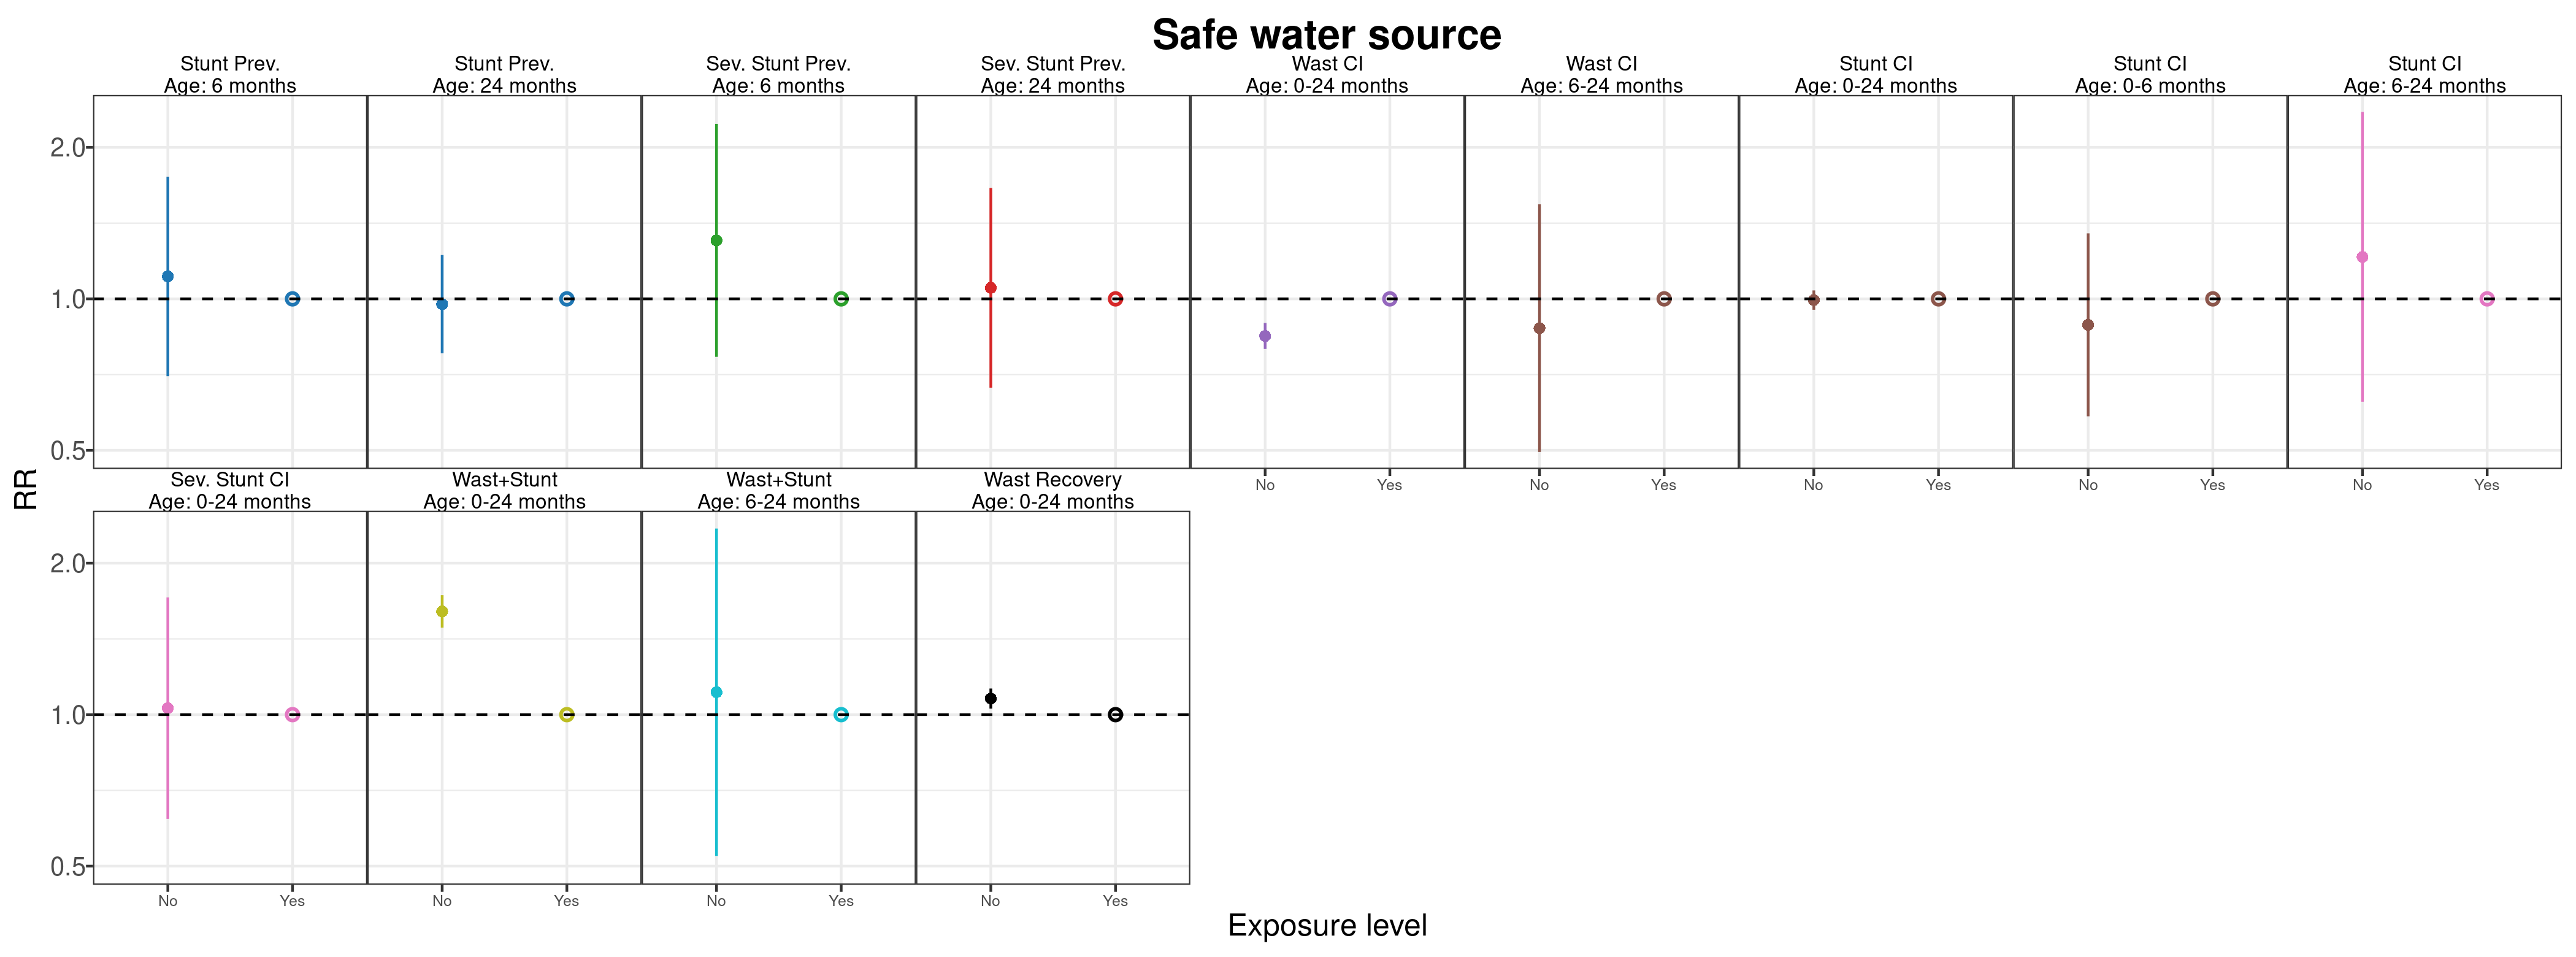 Safe water source
Stunt Prev.
Age: 6 months
Stunt Prev.
Age: 24 months
Sev. Stunt Prev.
Age: 6 months
Sev. Stunt Prev.
Age: 24 months
Wast CI
Age: 0-24 months
Wast CI
Age: 6-24 months
Stunt CI
Age: 0-24 months
Stunt CI
Age: 0-6 months
Stunt CI
Age: 6-24 months
2.0
1.0
0.5
No Yes
No Yes
No Yes
No Yes
No Yes
RR
Sev. Stunt CI
Age: 0-24 months
Wast+Stunt
Age: 0-24 months
Wast+Stunt
Age: 6-24 months
Wast Recovery
Age: 0-24 months
2.0
1.0
0.5
No Yes
No Yes
No Yes
No Yes
Exposure level